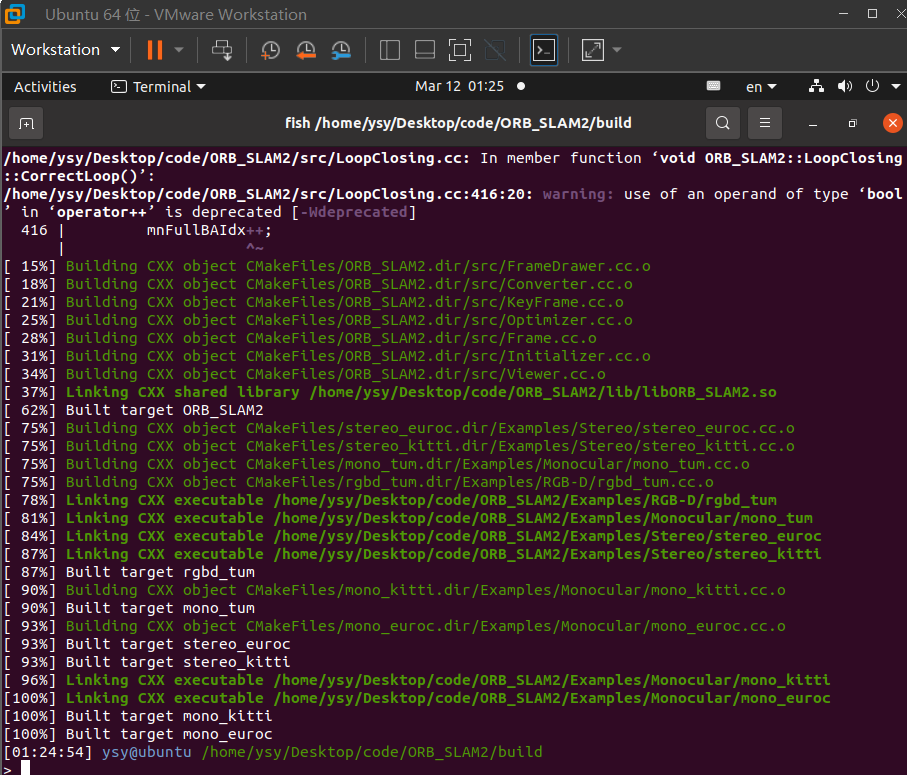 Ubuntu 64 位 - VMware Workstation
Workstation
Activities
Terminal
Mar 12 01:25
en
fish /home/ysy/Desktop/code/ORB_SLAM2/build
/home/ysy/Desktop/code/ORB_SLAM2/src/LoopClosing.cc: In member function ‘void ORB_SLAM2::LoopClosing
::CorrectLoop()’:
/home/ysy/Desktop/code/ORB_SLAM2/src/LoopClosing.cc:416:20: warning: use of an operand of type ‘bool
’ in ‘operator++’ is deprecated [-Wdeprecated]
  416 |         mnFullBAIdx++;
      |                    ^~
[ 15%] Building CXX object CMakeFiles/ORB_SLAM2.dir/src/FrameDrawer.cc.o
[ 18%] Building CXX object CMakeFiles/ORB_SLAM2.dir/src/Converter.cc.o
[ 21%] Building CXX object CMakeFiles/ORB_SLAM2.dir/src/KeyFrame.cc.o
[ 25%] Building CXX object CMakeFiles/ORB_SLAM2.dir/src/Optimizer.cc.o
[ 28%] Building CXX object CMakeFiles/ORB_SLAM2.dir/src/Frame.cc.o
[ 31%] Building CXX object CMakeFiles/ORB_SLAM2.dir/src/Initializer.cc.o
[ 34%] Building CXX object CMakeFiles/ORB_SLAM2.dir/src/Viewer.cc.o
[ 37%] Linking CXX shared library /home/ysy/Desktop/code/ORB_SLAM2/lib/libORB_SLAM2.so
[ 62%] Built target ORB_SLAM2
[ 75%] Building CXX object CMakeFiles/stereo_euroc.dir/Examples/Stereo/stereo_euroc.cc.o
[ 75%] Building CXX object CMakeFiles/stereo_kitti.dir/Examples/Stereo/stereo_kitti.cc.o
[ 75%] Building CXX object CMakeFiles/mono_tum.dir/Examples/Monocular/mono_tum.cc.o
[ 75%] Building CXX object CMakeFiles/rgbd_tum.dir/Examples/RGB-D/rgbd_tum.cc.o
[ 78%] Linking CXX executable /home/ysy/Desktop/code/ORB_SLAM2/Examples/RGB-D/rgbd_tum
[ 81%] Linking CXX executable /home/ysy/Desktop/code/ORB_SLAM2/Examples/Monocular/mono_tum
[ 84%] Linking CXX executable /home/ysy/Desktop/code/ORB_SLAM2/Examples/Stereo/stereo_euroc
[ 87%] Linking CXX executable /home/ysy/Desktop/code/ORB_SLAM2/Examples/Stereo/stereo_kitti
[ 87%] Built target rgbd_tum
[ 90%] Building CXX object CMakeFiles/mono_kitti.dir/Examples/Monocular/mono_kitti.cc.o
[ 90%] Built target mono_tum
[ 93%] Building CXX object CMakeFiles/mono_euroc.dir/Examples/Monocular/mono_euroc.cc.o
[ 93%] Built target stereo_euroc
[ 93%] Built target stereo_kitti
[ 96%] Linking CXX executable /home/ysy/Desktop/code/ORB_SLAM2/Examples/Monocular/mono_kitti
[100%] Linking CXX executable /home/ysy/Desktop/code/ORB_SLAM2/Examples/Monocular/mono_euroc
[100%] Built target mono_kitti
[100%] Built target mono_euroc
[01:24:54] ysy@ubuntu /home/ysy/Desktop/code/ORB_SLAM2/build
>